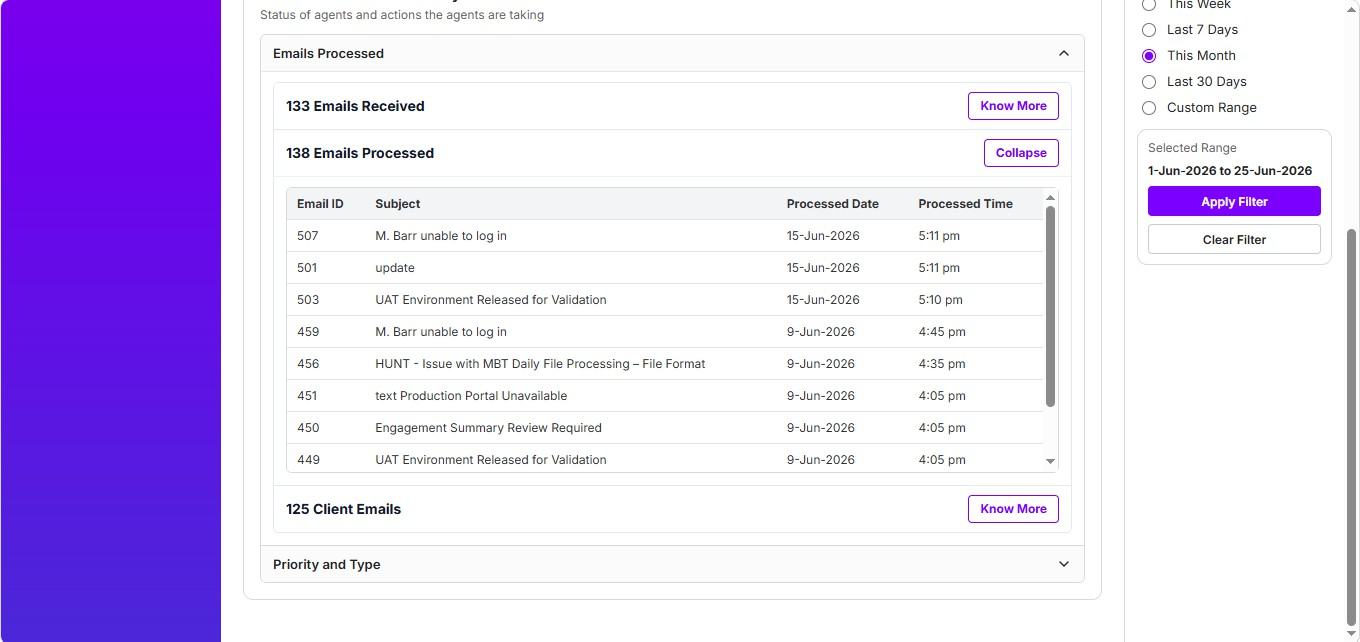 Status of agents and actions the agents are taking
Emails Processed
133 Emails Received
Know More
138 Emails Processed
Collapse
Email ID Subject Processed Date Processed Time
507 M. Barr unable to log in 15-Jun-2026 5:11 pm
501 update 15-Jun-2026 5:11 pm
503 UAT Environment Released for Validation 15-Jun-2026 5:10 pm
459 M. Barr unable to log in 9-Jun-2026 4:45 pm
456 HUNT - Issue with MBT Daily File Processing – File Format 9-Jun-2026 4:35 pm
451 text Production Portal Unavailable 9-Jun-2026 4:05 pm
450 Engagement Summary Review Required 9-Jun-2026 4:05 pm
449 UAT Environment Released for Validation 9-Jun-2026 4:05 pm
125 Client Emails
Know More
Priority and Type
This Week
Last 7 Days
This Month
Last 30 Days
Custom Range
Selected Range
1-Jun-2026 to 25-Jun-2026
Apply Filter
Clear Filter